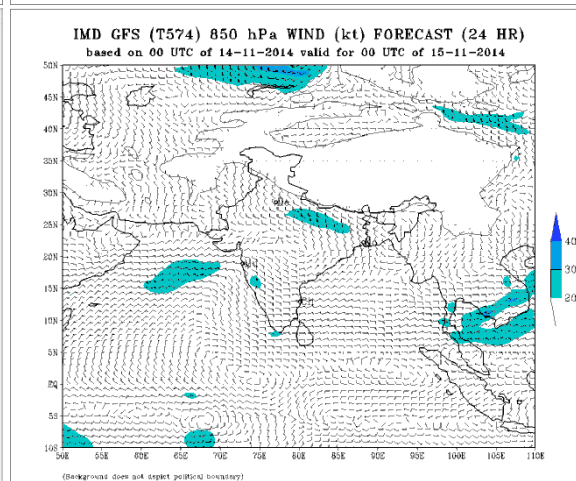 IMD GFS (T574) 850 hPa WIND (kt) FORECAST (24 HR)
based on 00 UTC of 14-11-2014 valid for 00 UTC of 15-11-2014
50N
45N
40N
35N
30N
25N
20N
15N
10N
5N
EQ
5S
10S
50E 55E 60E 65E 70E 75E 80E 85E 90E 95E 100E 105E 110E
40
30
20
(Background does not depict political boundary)